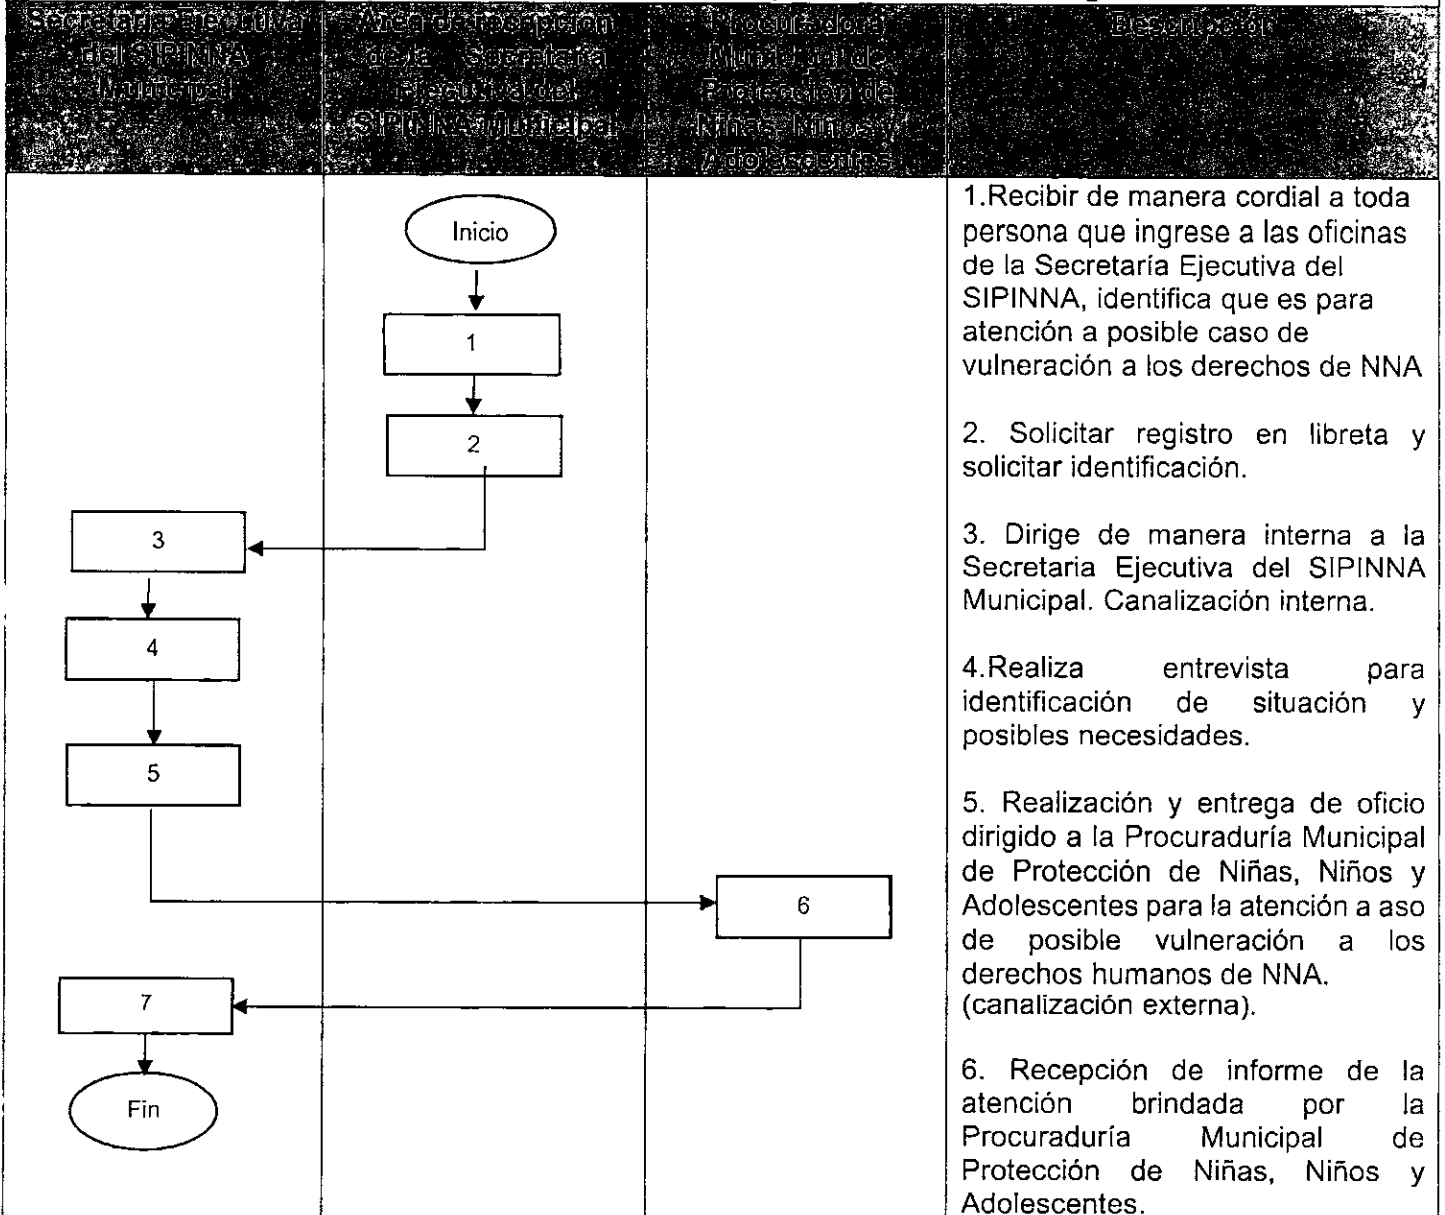 Secretaria Ejecutiva
del SIPINNA
Municipal
Área de recepción
de la Secretaría
Ejecutiva del
SIPINNA Municipal
Procuradora
Municipal de
Protección de
Niñas, Niños y
Adolescentes
Inicio
1
2
3
4
5
6
7
Fin
1.Recibir de manera cordial a toda
persona que ingrese a las oficinas
de la Secretaría Ejecutiva del
SIPINNA, identifica que es para
atención a posible caso de
vulneración a los derechos de NNA
2. Solicitar registro en libreta y
solicitar identificación.
3. Dirige de manera interna a la
Secretaria Ejecutiva del SIPINNA
Municipal. Canalización interna.
4.Realiza entrevista para
identificación de situación y
posibles necesidades.
5. Realización y entrega de oficio
dirigido a la Procuraduría Municipal
de Protección de Niñas, Niños y
Adolescentes para la atención a aso
de posible vulneración a los
derechos humanos de NNA.
(canalización externa).
6. Recepción de informe de la
atención brindada por la
Procuraduría Municipal de
Protección de Niñas, Niños y
Adolescentes.